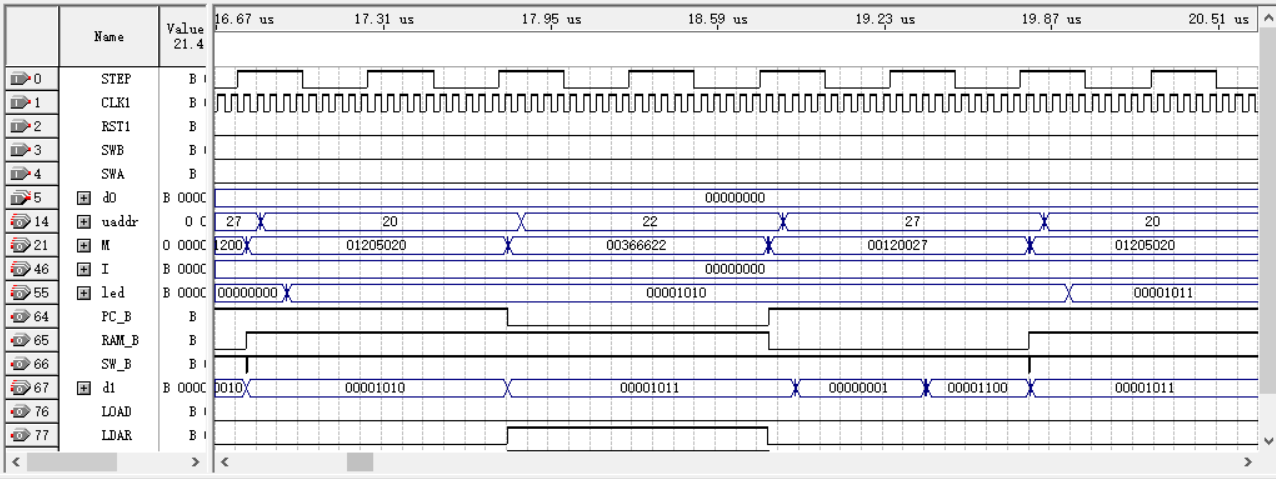 Name Value 16.67 us 17.31 us 17.95 us 18.59 us 19.23 us 19.87 us 20.51 us
21.4
0 STEP B
1 CLK1 B
2 RST1 B
3 SWB B
4 SWA B
5 d0 B 0000 00000000
14 uaddr O 27 20 22 27 20
21 M O 0000 1200 01205020 00366622 00120027 01205020
46 I B 0000 00000000
55 led B 0000 00000000 00001010 00001011
64 PC_B B
65 RAM_B B
66 SW_B B
67 d1 B 0000 0010 00001010 00001011 00000001 00001100 00001011
76 LOAD B
77 LDAR B